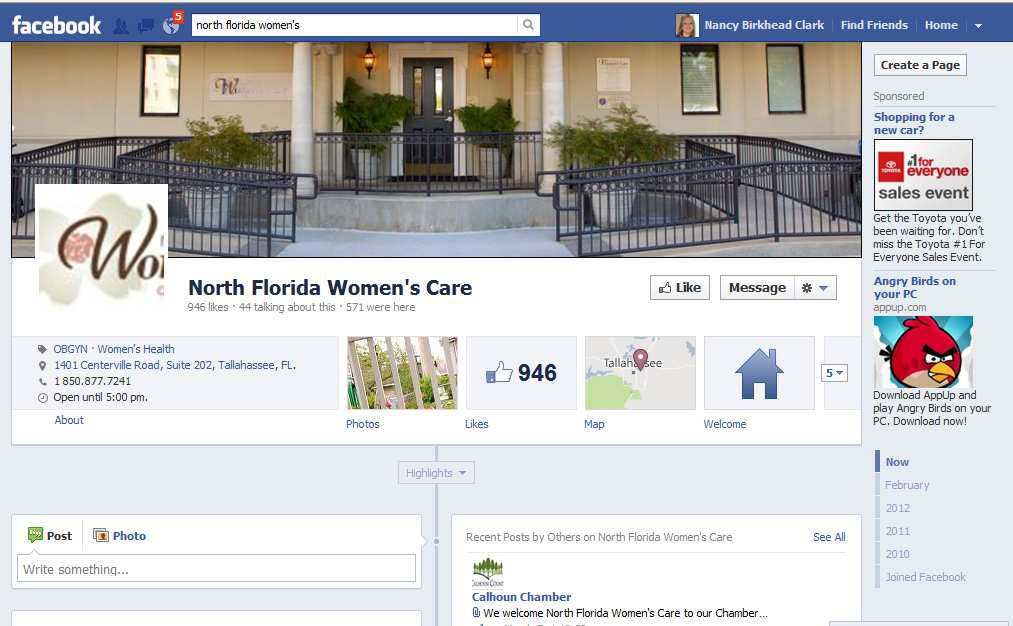 facebook
5
north florida women's
Nancy Birkhead Clark
Find Friends
Home
Create a Page
Sponsored
Shopping for a
new car?
TOYOTA
#1 for
everyone
sales event
Get the Toyota you've
been waiting for. Don't
miss the Toyota #1 For
Everyone Sales Event.
Angry Birds on
your PC
appup.com
Download AppUp and
play Angry Birds on your
PC. Download now!
Wo
North Florida Women's Care
946 likes · 44 talking about this · 571 were here
Like
Message
OBGYN · Women's Health
1401 Centerville Road, Suite 202, Tallahassee, FL.
1 850.877.7241
Open until 5:00 pm.
About
Photos
946
Likes
Tallahassee
Map
Welcome
5
Highlights
Now
February
2012
2011
2010
Joined Facebook
Post
Photo
Write something...
Recent Posts by Others on North Florida Women's Care
See All
Calhoun County
Calhoun Chamber
We welcome North Florida Women's Care to our Chamber...